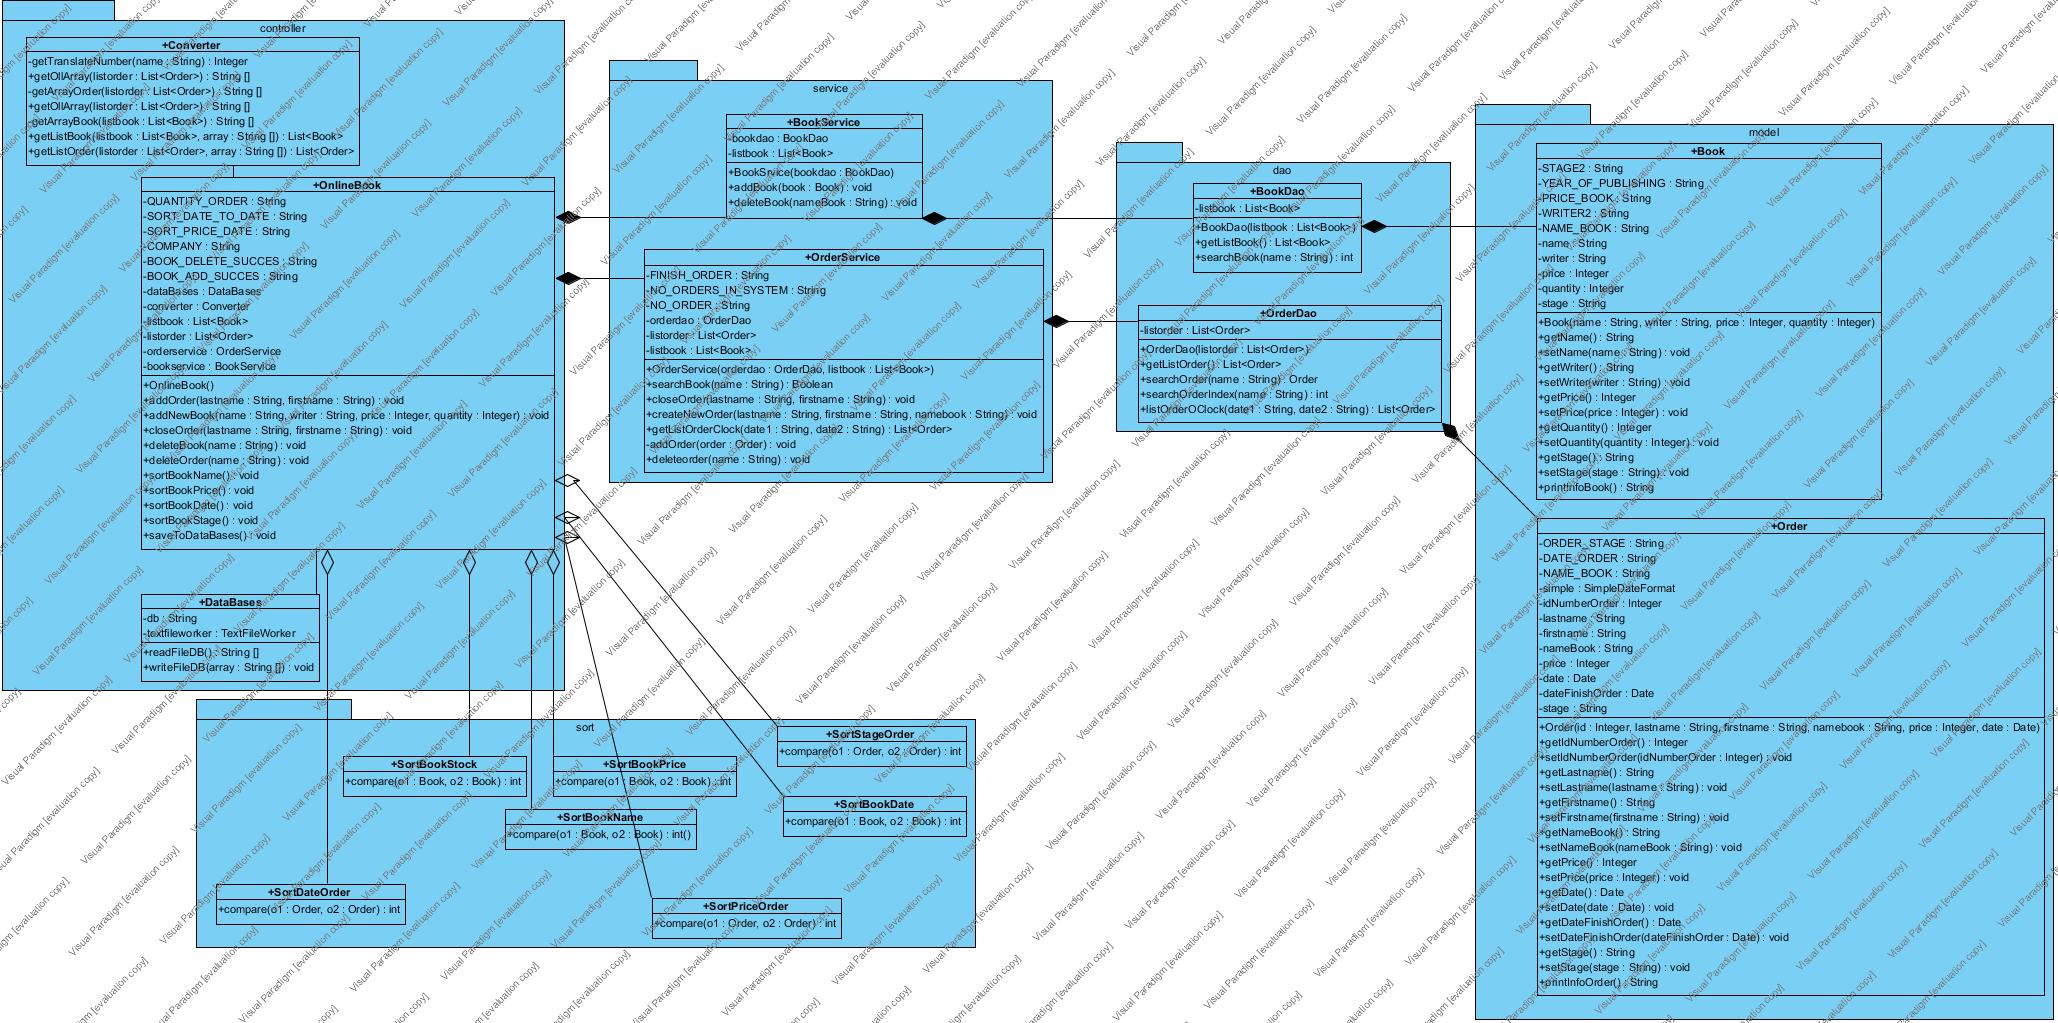 controller
+Converter
-getTranslateNumber(name : String) : Integer
+getOllArray(listorder : List<Order>) : String []
-getArrayOrder(listorder : List<Order>) : String []
+getOllArray(listorder : List<Order>) : String []
-getArrayBook(listbook : List<Book>) : String []
+getListBook(listbook : List<Book>, array : String []) : List<Book>
+getListOrder(listorder : List<Order>, array : String []) : List<Order>
+OnlineBook
-QUANTITY_ORDER : String
-SORT_DATE_TO_DATE : String
-SORT_PRICE_DATE : String
-COMPANY : String
-BOOK_DELETE_SUCCES : String
-BOOK_ADD_SUCCES : String
-dataBases : DataBases
-converter : Converter
-listbook : List<Book>
-listorder : List<Order>
-orderservice : OrderService
-bookservice : BookService
+OnlineBook()
+addOrder(lastname : String, firstname : String) : void
+addNewBook(name : String, writer : String, price : Integer, quantity : Integer) : void
+closeOrder(lastname : String, firstname : String) : void
+deleteBook(name : String) : void
+deleteOrder(name : String) : void
+sortBookName() : void
+sortBookPrice() : void
+sortBookDate() : void
+sortBookStage() : void
+saveToDataBases() : void
+DataBases
-db : String
-textfileworker : TextFileWorker
+readFileDB() : String []
+writeFileDB(array : String []) : void
service
+BookService
-bookdao : BookDao
-listbook : List<Book>
+BookSrvice(bookdao : BookDao)
+addBook(book : Book) : void
+deleteBook(nameBook : String) : void
+OrderService
-FINISH_ORDER : String
-NO_ORDERS_IN_SYSTEM : String
-NO_ORDER : String
-orderdao : OrderDao
-listorder : List<Order>
-listbook : List<Book>
+OrderService(orderdao : OrderDao, listbook : List<Book>)
+searchBook(name : String) : Boolean
+closeOrder(lastname : String, firstname : String) : void
+createNewOrder(lastname : String, firstname : String, namebook : String) : void
+getListOrderClock(date1 : String, date2 : String) : List<Order>
-addOrder(order : Order) : void
+deleteorder(name : String) : void
dao
+BookDao
-listbook : List<Book>
+BookDao(listbook : List<Book>)
+getListBook() : List<Book>
+searchBook(name : String) : int
+OrderDao
-listorder : List<Order>
+OrderDao(listorder : List<Order>)
+getListOrder() : List<Order>
+searchOrder(name : String) : Order
+searchOrderIndex(name : String) : int
+listOrderOClock(date1 : String, date2 : String) : List<Order>
model
+Book
-STAGE2 : String
-YEAR_OF_PUBLISHING : String
-PRICE_BOOK : String
-WRITER2 : String
-NAME_BOOK : String
-name : String
-writer : String
-price : Integer
-quantity : Integer
-stage : String
+Book(name : String, writer : String, price : Integer, quantity : Integer)
+getName() : String
+setName(name : String) : void
+getWriter() : String
+setWriter(writer : String) : void
+getPrice() : Integer
+setPrice(price : Integer) : void
+getQuantity() : Integer
+setQuantity(quantity : Integer) : void
+getStage() : String
+setStage(stage : String) : void
+printInfoBook() : String
+Order
-ORDER_STAGE : String
-DATE_ORDER : String
-NAME_BOOK : String
-simple : SimpleDateFormat
-idNumberOrder : Integer
-lastname : String
-firstname : String
-nameBook : String
-price : Integer
-date : Date
-dateFinishOrder : Date
-stage : String
+Order(id : Integer, lastname : String, firstname : String, namebook : String, price : Integer, date : Date)
+getIdNumberOrder() : Integer
+setIdNumberOrder(idNumberOrder : Integer) : void
+getLastname() : String
+setLastname(lastname : String) : void
+getFirstname() : String
+setFirstname(firstname : String) : void
+getNameBook() : String
+setNameBook(nameBook : String) : void
+getPrice() : Integer
+setPrice(price : Integer) : void
+getDate() : Date
+setDate(date : Date) : void
+getDateFinishOrder() : Date
+setDateFinishOrder(dateFinishOrder : Date) : void
+getStage() : String
+setStage(stage : String) : void
+printInfoOrder() : String
sort
+SortStageOrder
+compare(o1 : Order, o2 : Order) : int
+SortBookStock
+compare(o1 : Book, o2 : Book) : int
+SortBookPrice
+compare(o1 : Book, o2 : Book) : int
+SortBookDate
+compare(o1 : Book, o2 : Book) : int
+SortBookName
+compare(o1 : Book, o2 : Book) : int()
+SortDateOrder
+compare(o1 : Order, o2 : Order) : int
+SortPriceOrder
+compare(o1 : Order, o2 : Order) : int
Visual Paradigm [evaluation copy]